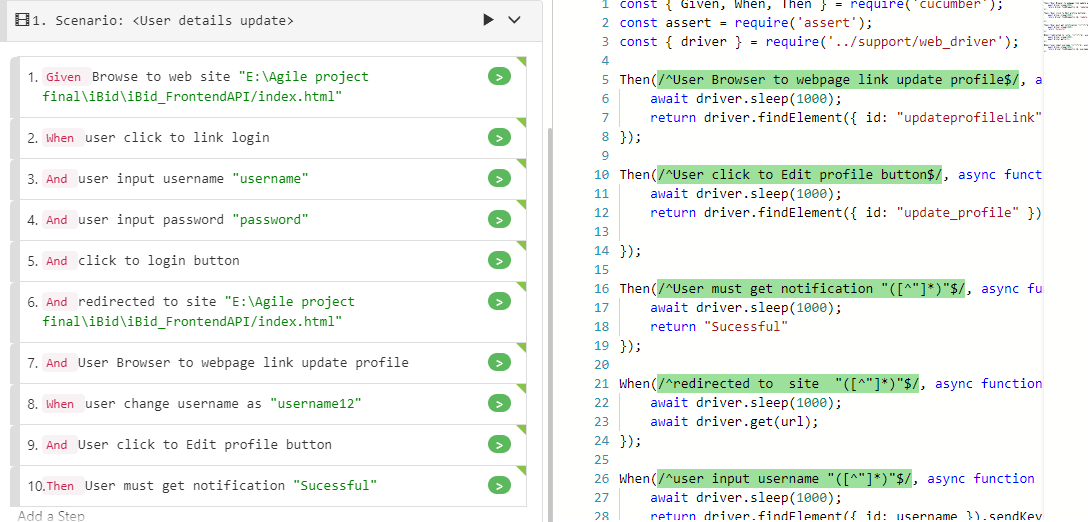 1. Scenario: <User details update>
1. Given Browse to web site "E:\Agile project
final\iBid\iBid_FrontendAPI/index.html"
2. When user click to link login
3. And user input username "username"
4. And user input password "password"
5. And click to login button
6. And redirected to site "E:\Agile project
final\iBid\iBid_FrontendAPI/index.html"
7. And User Browser to webpage link update profile
8. When user change username as "username12"
9. And User click to Edit profile button
10. Then User must get notification "Sucessful"
Add a Step
1 const { Given, When, Then } = require('cucumber');
2 const assert = require('assert');
3 const { driver } = require('../support/web_driver');
4
5 Then(/^User Browser to webpage link update profile$/, a
6 await driver.sleep(1000);
7 return driver.findElement({ id: "updateprofileLink"
8 });
9
10 Then(/^User click to Edit profile button$/, async funct
11 await driver.sleep(1000);
12 return driver.findElement({ id: "update_profile" })
13
14 });
15
16 Then(/^User must get notification "([^"]*)"$/, async fu
17 await driver.sleep(1000);
18 return "Sucessful"
19 });
20
21 When(/^redirected to  site  "([^"]*)"$/, async function
22 await driver.sleep(1000);
23 await driver.get(url);
24 });
25
26 When(/^user input username "([^"]*)"$/, async function
27 await driver.sleep(1000);
28 return driver.findElement({ id: username }).sendKey